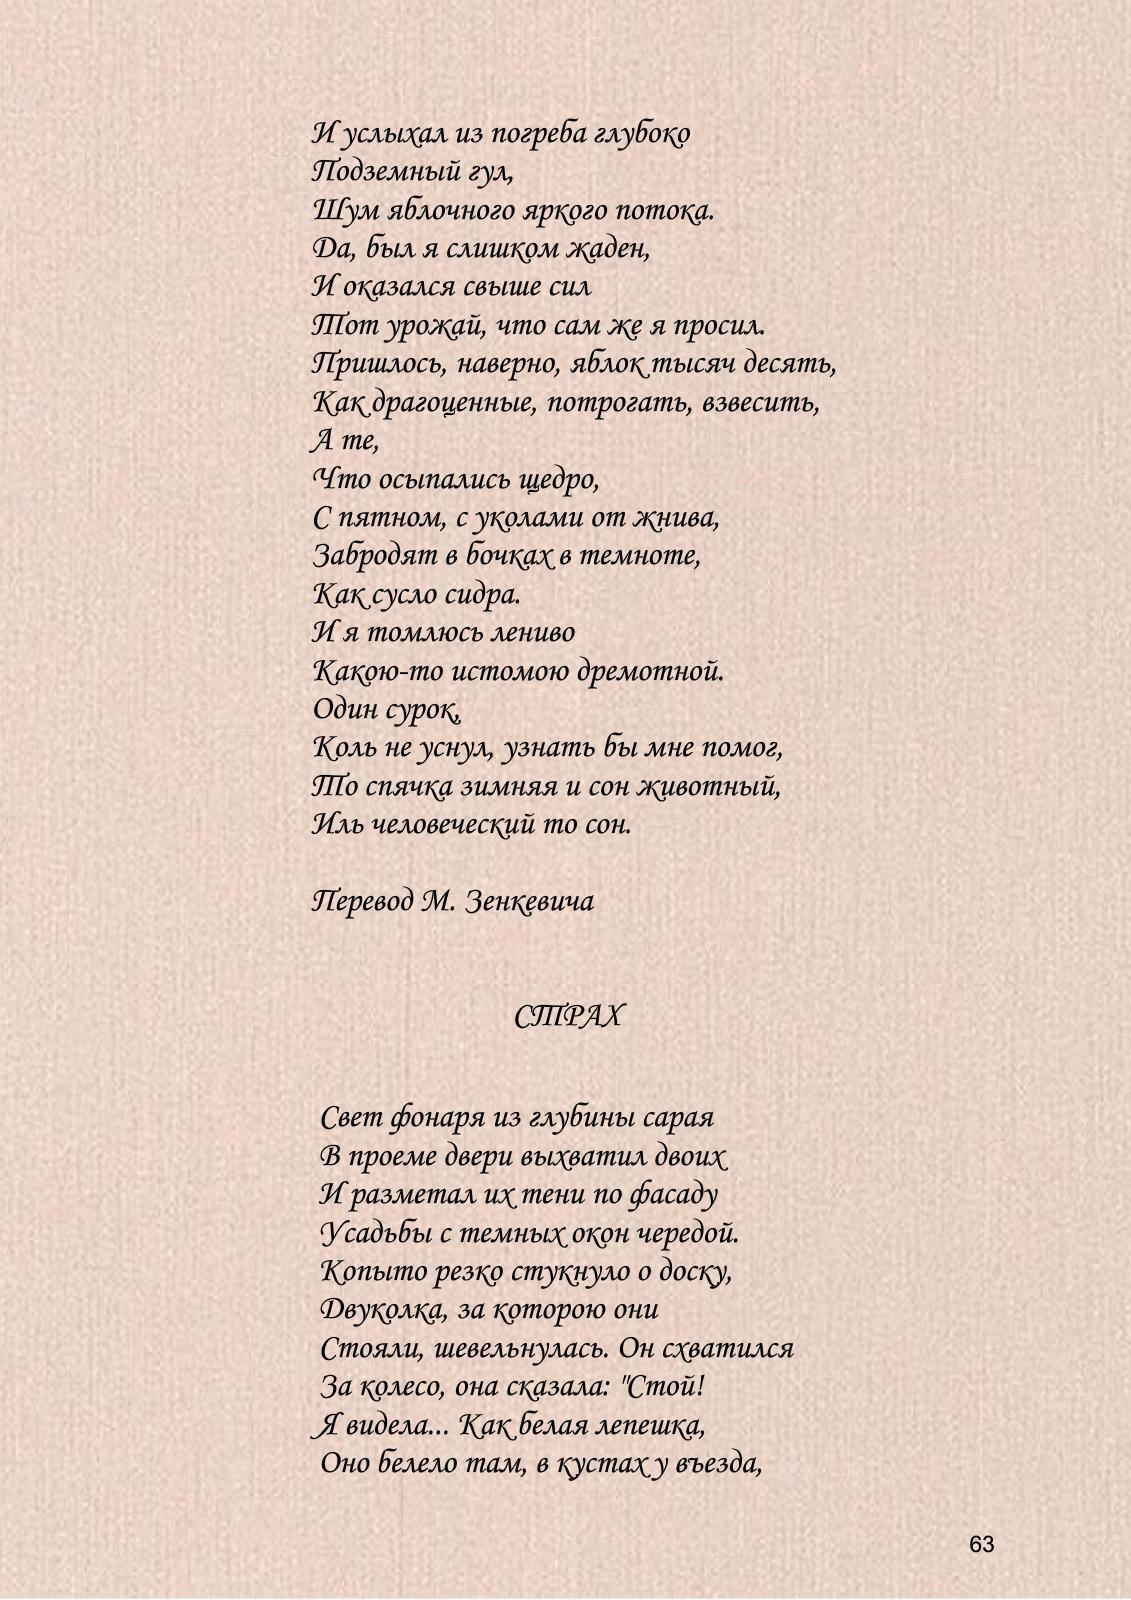 И услыхал из погреба глубоко
Подземный гул,
Шум яблочного яркого потока.
Да, был я слишком жаден,
И оказался свыше сил
Тот урожай, что сам же я просил.
Пришлось, наверно, яблок тысяч десять,
Как драгоценные, потрогать, взвесить,
А те,
Что осыпались щедро,
С пятном, с уколами от жнива,
Забродят в бочках в темноте,
Как сусло сидра.
И я томлюсь лениво
Какою-то истомою дремотной.
Один сурок,
Коль не уснул, узнать бы мне помог,
То спячка зимняя и сон животный,
Иль человеческий то сон.
Перевод М. Зенкевича
СТРАХ
Свет фонаря из глубины сарая
В проеме двери выхватил двоих
И разметал их тени по фасаду
Усадьбы с темных окон чередой.
Копыто резко стукнуло о доску,
Двуколка, за которою они
Стояли, шевельнулась. Он схватился
За колесо, она сказала: "Стой!
Я видела... Как белая лепешка,
Оно белело там, в кустах у въезда,
63